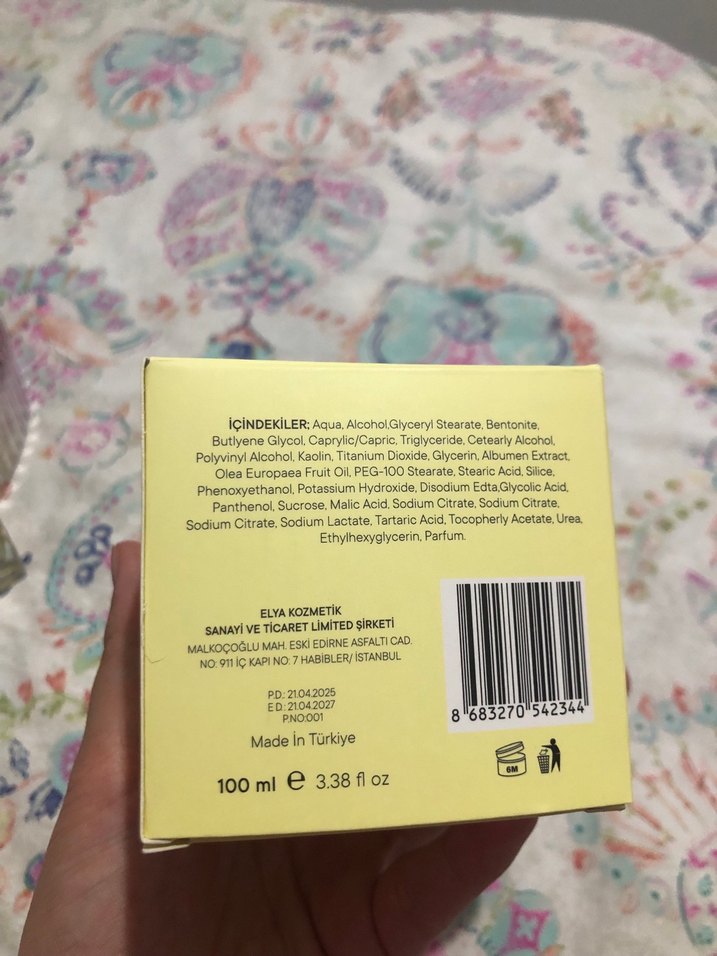 İÇİNDEKİLER; Aqua, Alcohol,Glyceryl Stearate, Bentonite,
Butlyene Glycol, Caprylic/Capric, Triglyceride, Cetearly Alcohol,
Polyvinyl Alcohol, Kaolin, Titanium Dioxide, Glycerin, Albumen Extract,
Olea Europaea Fruit Oil, PEG-100 Stearate, Stearic Acid, Silice,
Phenoxyethanol, Potassium Hydroxide, Disodium Edta,Glycolic Acid,
Panthenol, Sucrose, Malic Acid, Sodium Citrate, Sodium Citrate,
Sodium Citrate, Sodium Lactate, Tartaric Acid, Tocopherly Acetate, Urea,
Ethylhexyglycerin, Parfum.
ELYA KOZMETİK
SANAYİ VE TİCARET LİMİTED ŞİRKETİ
MALKOÇOĞLU MAH. ESKİ EDİRNE ASFALTI CAD.
NO: 911 İÇ KAPI NO: 7 HABİBLER/ İSTANBUL
P.D.: 21.04.2025
E D : 21.04.2027
P.NO:001
Made İn Türkiye
100 ml e 3.38 fl oz
8 683270 542344
6M